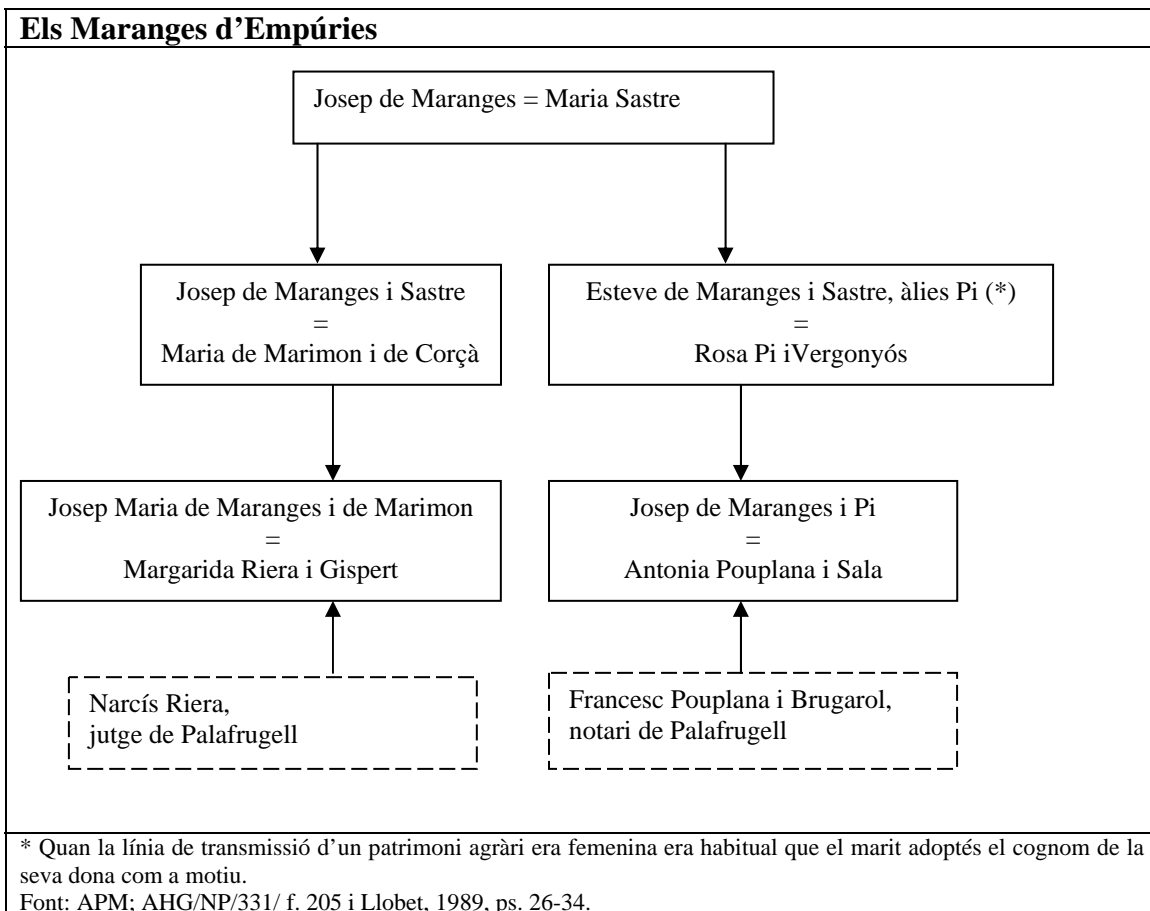 Els Maranges d’Empúries
Josep de Maranges = Maria Sastre
Josep de Maranges i Sastre
=
Maria de Marimon i de Corçà
Esteve de Maranges i Sastre, àlies Pi (*)
=
Rosa Pi iVergonyós
Josep Maria de Maranges i de Marimon
=
Margarida Riera i Gispert
Josep de Maranges i Pi
=
Antonia Pouplana i Sala
Narcís Riera,
jutge de Palafrugell
Francesc Pouplana i Brugarol,
notari de Palafrugell
* Quan la línia de transmissió d’un patrimoni agràri era femenina era habitual que el marit adoptés el cognom de la
seva dona com a motiu.
Font: APM; AHG/NP/331/ f. 205 i Llobet, 1989, ps. 26-34.